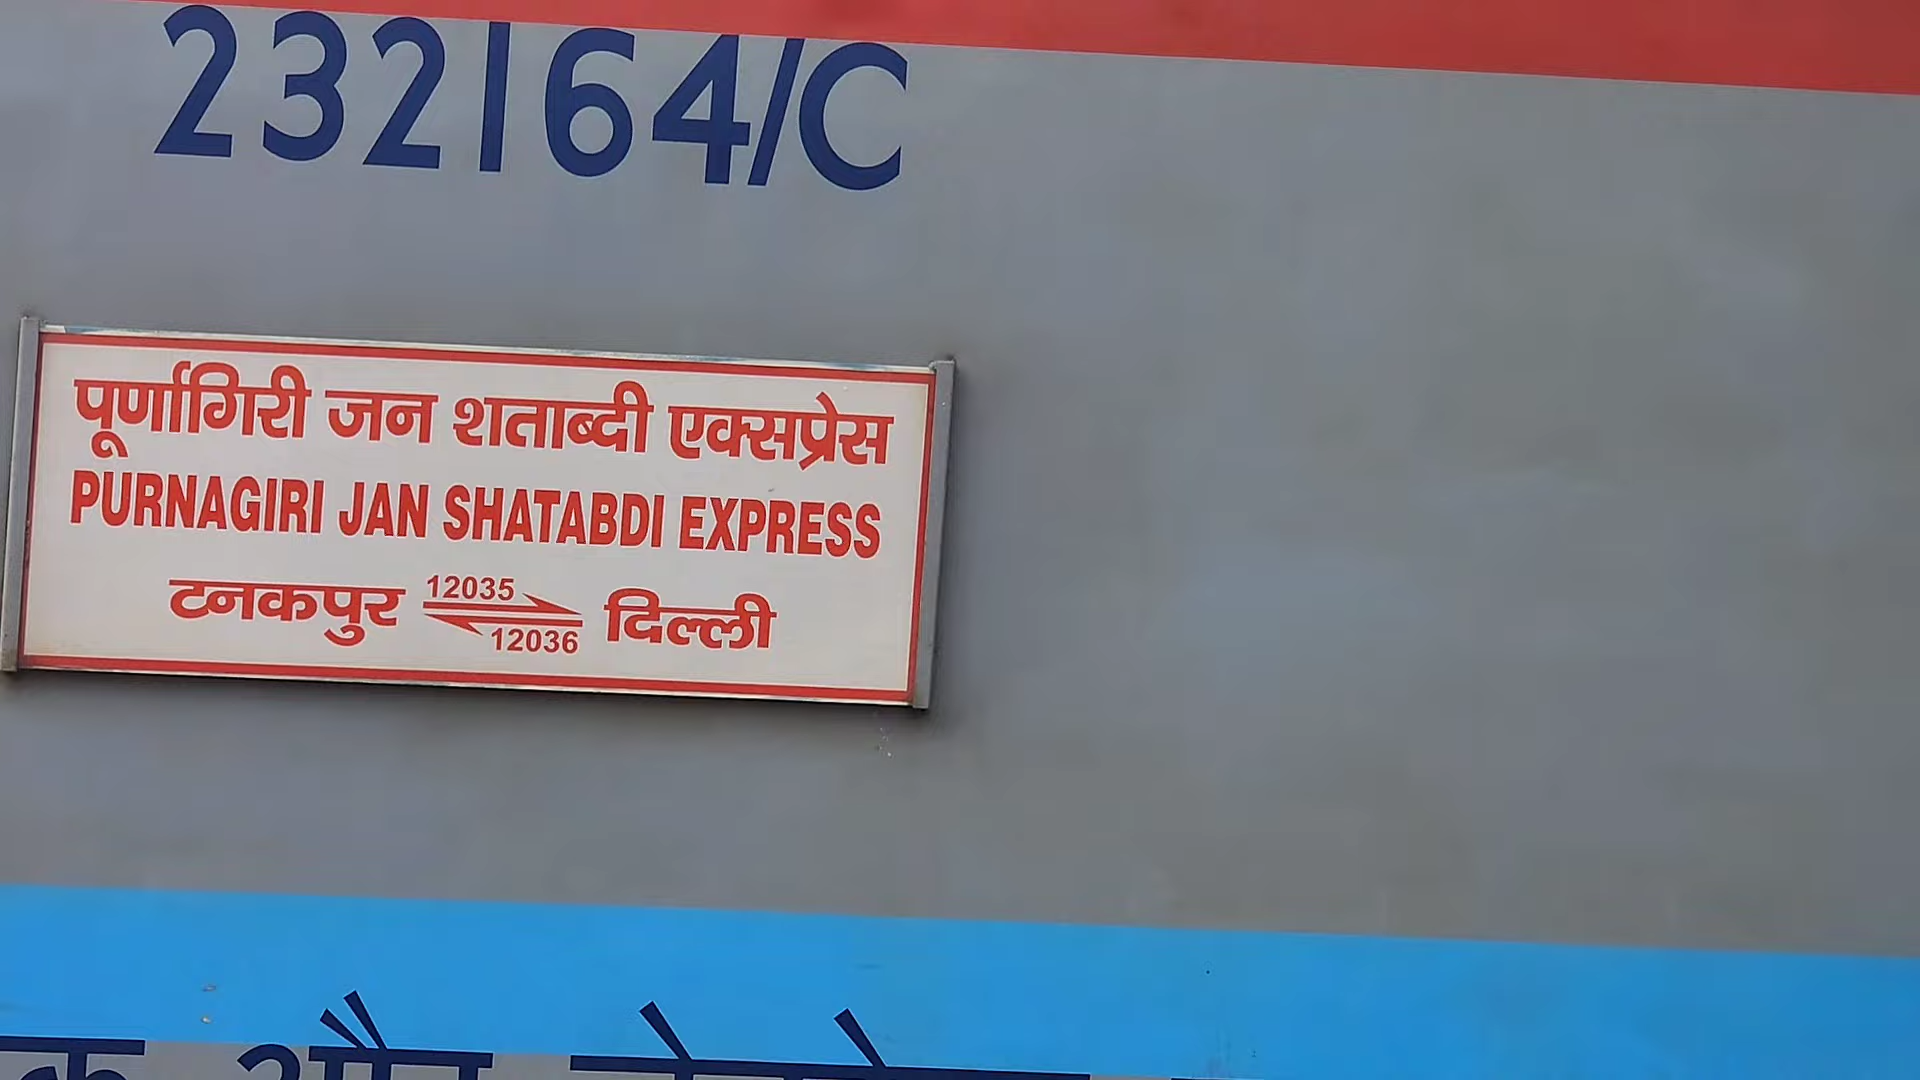 232164/C
पूर्णागिरी जन शताब्दी एक्सप्रेस
PURNAGIRI JAN SHATABDI EXPRESS
टनकपुर 12035 12036 दिल्ली